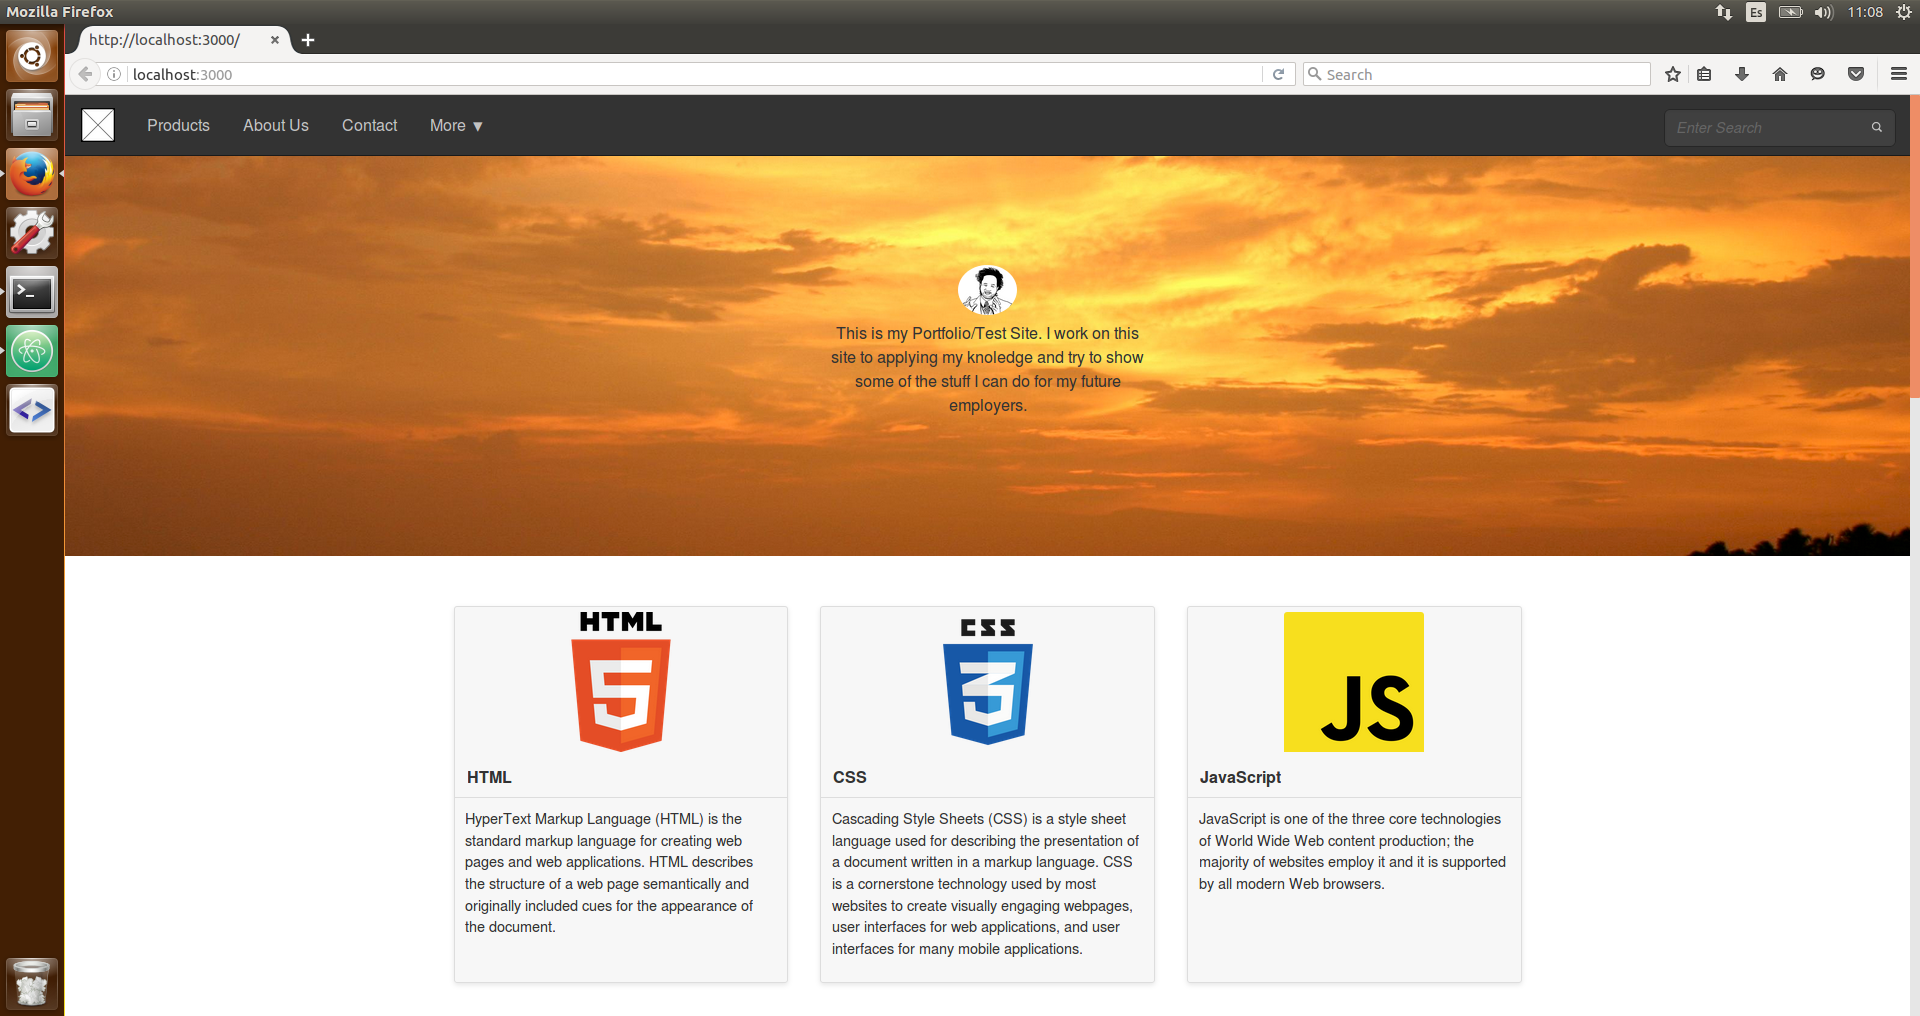 Mozilla Firefox
Es
11:08
http://localhost:3000/
localhost:3000
Search
Products
About Us
Contact
More ▼
Enter Search
This is my Portfolio/Test Site. I work on this
site to applying my knoledge and try to show
some of the stuff I can do for my future
employers.
HTML
5
HTML
HyperText Markup Language (HTML) is the
standard markup language for creating web
pages and web applications. HTML describes
the structure of a web page semantically and
originally included cues for the appearance of
the document.
CSS
3
CSS
Cascading Style Sheets (CSS) is a style sheet
language used for describing the presentation of
a document written in a markup language. CSS
is a cornerstone technology used by most
websites to create visually engaging webpages,
user interfaces for web applications, and user
interfaces for many mobile applications.
JS
JavaScript
JavaScript is one of the three core technologies
of World Wide Web content production; the
majority of websites employ it and it is supported
by all modern Web browsers.